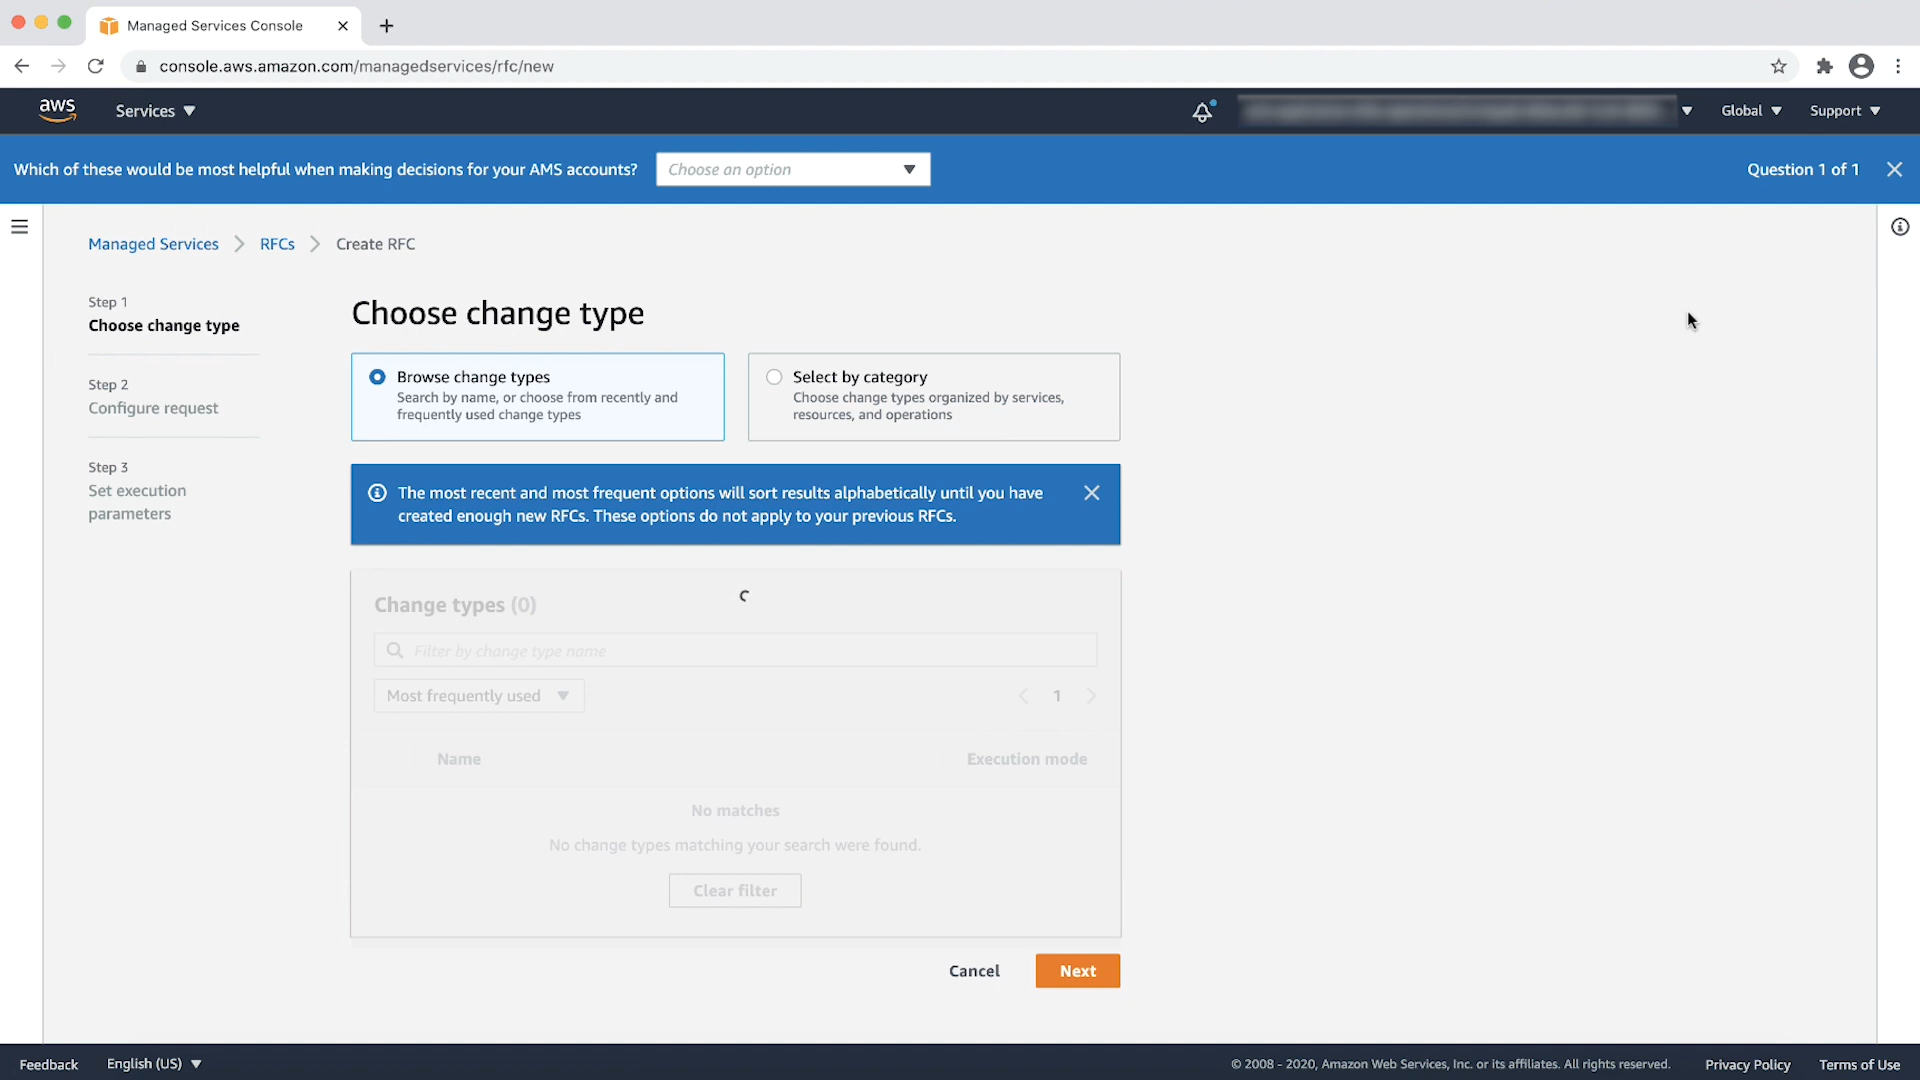 Managed Services Console
console.aws.amazon.com/managedservices/rfc/new
aws
Services
Global
Support
Which of these would be most helpful when making decisions for your AMS accounts?
Choose an option
Question 1 of 1
Managed Services
RFCs
Create RFC
Step 1
Choose change type
Step 2
Configure request
Step 3
Set execution
parameters
Choose change type
Browse change types
Search by name, or choose from recently and
frequently used change types
Select by category
Choose change types organized by services,
resources, and operations
The most recent and most frequent options will sort results alphabetically until you have
created enough new RFCs. These options do not apply to your previous RFCs.
Change types (0)
Filter by change type name
Most frequently used
1
Name
Execution mode
No matches
No change types matching your search were found.
Clear filter
Cancel
Next
Feedback
English (US)
© 2008 - 2020, Amazon Web Services, Inc. or its affiliates. All rights reserved.
Privacy Policy
Terms of Use